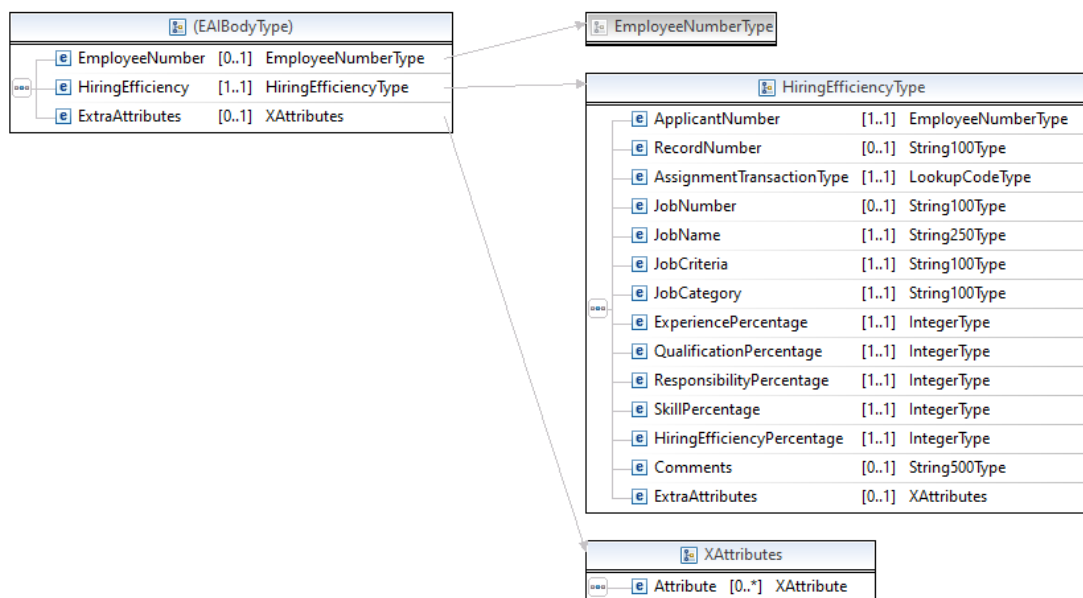 (EAIBodyType)
EmployeeNumber [0..1] EmployeeNumberType
HiringEfficiency [1..1] HiringEfficiencyType
ExtraAttributes [0..1] XAttributes
EmployeeNumberType
HiringEfficiencyType
ApplicantNumber [1..1] EmployeeNumberType
RecordNumber [0..1] String100Type
AssignmentTransactionType [1..1] LookupCodeType
JobNumber [0..1] String100Type
JobName [1..1] String250Type
JobCriteria [1..1] String100Type
JobCategory [1..1] String100Type
ExperiencePercentage [1..1] IntegerType
QualificationPercentage [1..1] IntegerType
ResponsibilityPercentage [1..1] IntegerType
SkillPercentage [1..1] IntegerType
HiringEfficiencyPercentage [1..1] IntegerType
Comments [0..1] String500Type
ExtraAttributes [0..1] XAttributes
XAttributes
Attribute [0..*] XAttribute